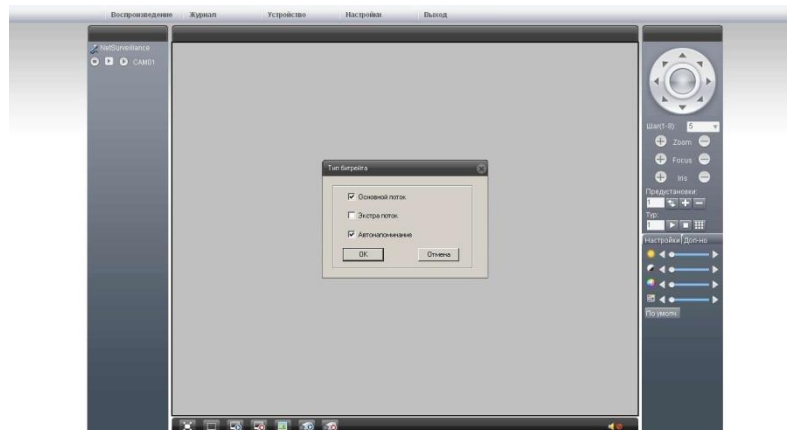 Воспроизведение Журнал Устройство Настройки Выход
NetSurveillance
CAM01
Тип битрейта
Основной поток
Экстра поток
Автонапоминание
OK Отмена
Шаг(1-8): 5
Zoom
Focus
Iris
Предустановки:
1
Тур:
1
Настройки Доп-но
По умолч